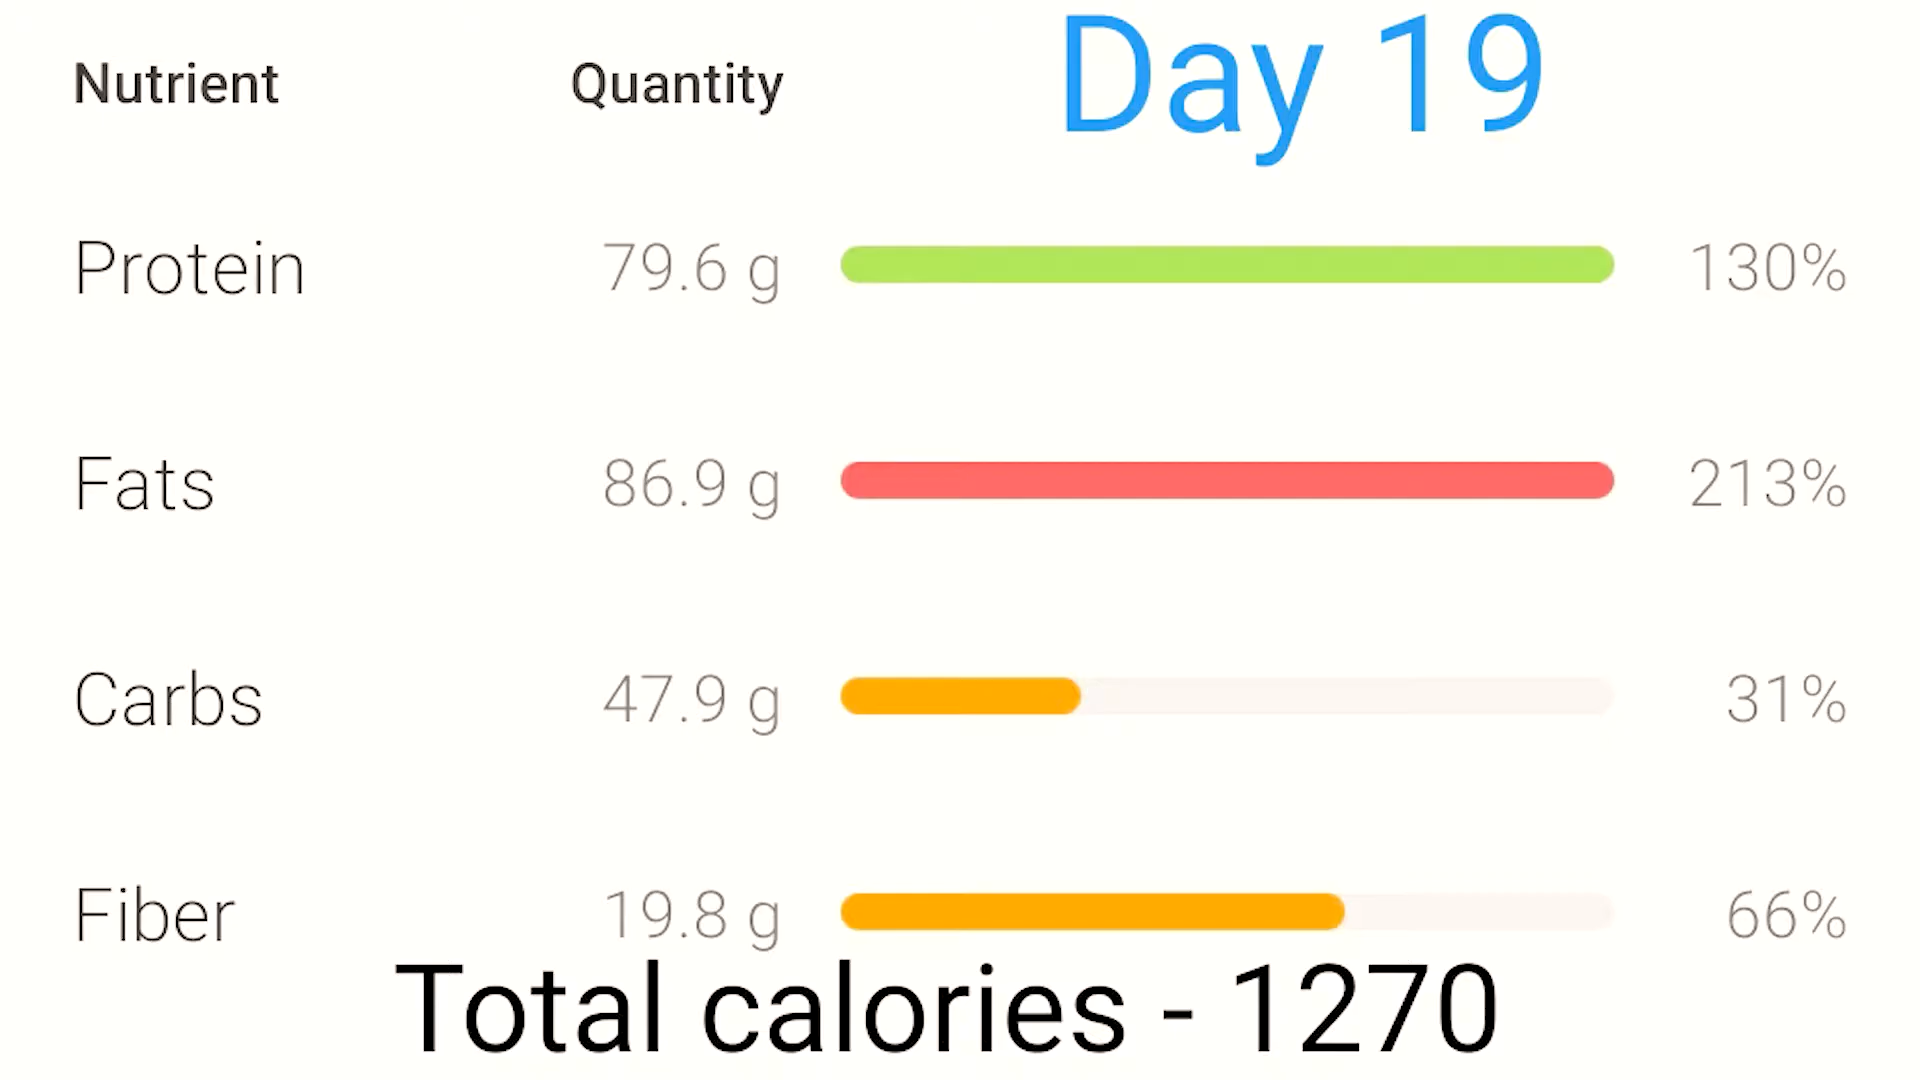 Nutrient Quantity Day 19
Protein 79.6 g 130%
Fats 86.9 g 213%
Carbs 47.9 g 31%
Fiber 19.8 g 66%
Total calories - 1270